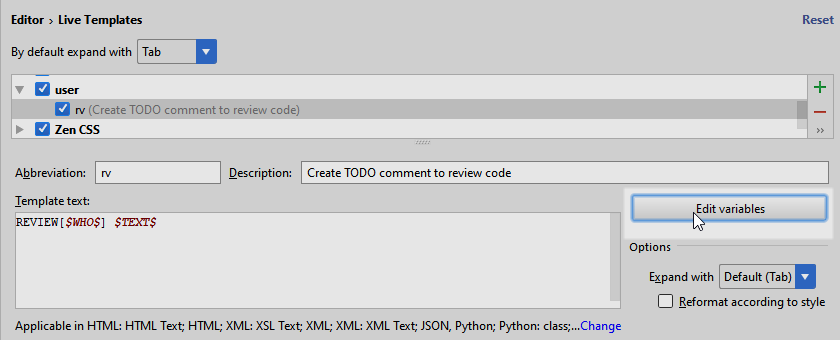 Editor › Live Templates Reset
By default expand with Tab
user
rv (Create TODO comment to review code)
Zen CSS
Abbreviation: rv Description: Create TODO comment to review code
Template text:
REVIEW[$WHO$] $TEXT$
Edit variables
Options
Expand with Default (Tab)
Reformat according to style
Applicable in HTML: HTML Text; HTML; XML: XSL Text; XML; XML: XML Text; JSON, Python; Python: class;...Change